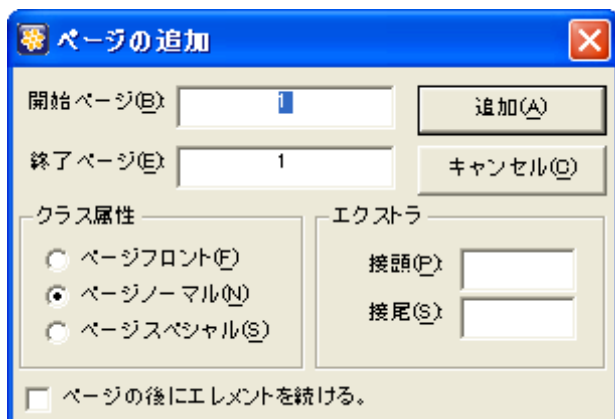 ページの追加
開始ページ(B): 1 追加(A)
終了ページ(E): 1 キャンセル(C)
クラス属性 エクストラ
ページフロント(F) 接頭(P):
ページノーマル(N)
接尾(S):
ページスペシャル(S)
ページの後にエレメントを続ける。